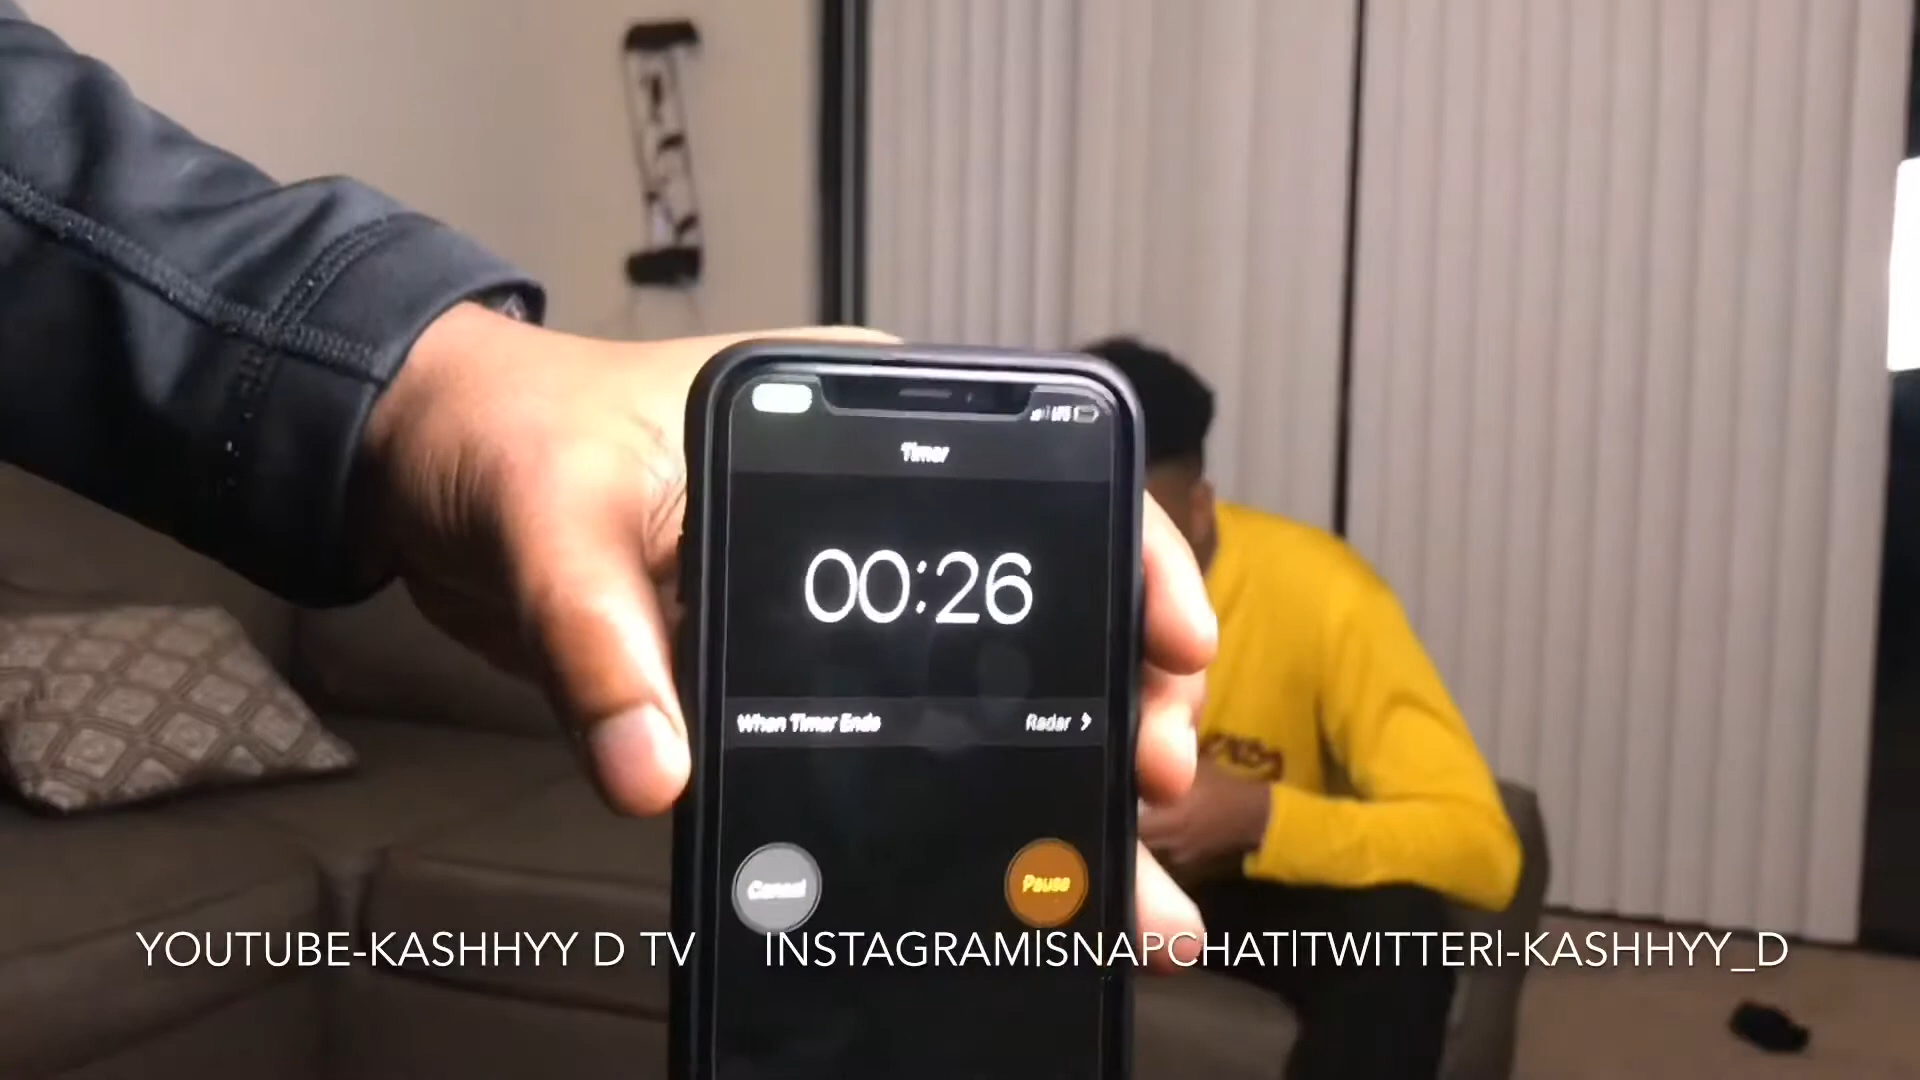 Timer
00:26
When Timer Ends
Radar
Cancel
Pause
YOUTUBE-KASHHYY D TV INSTAGRAM|SNAPCHAT|TWITTER|-KASHHYY_D